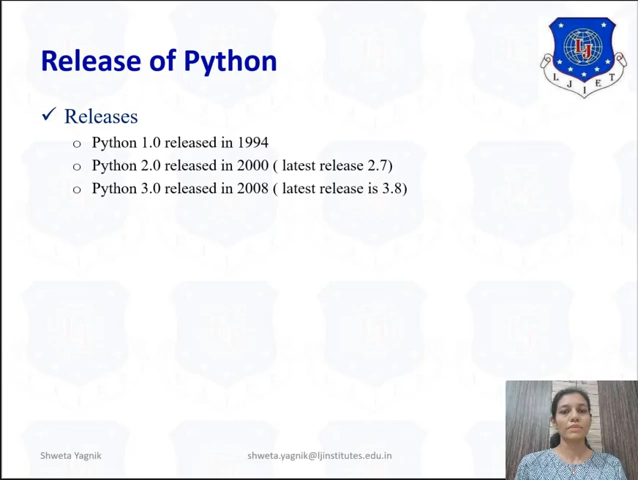 Release of Python
LJIET
✓ Releases
o Python 1.0 released in 1994
o Python 2.0 released in 2000 ( latest release 2.7)
o Python 3.0 released in 2008 ( latest release is 3.8)
Shweta Yagnik
shweta.yagnik@ljinstitutes.edu.in